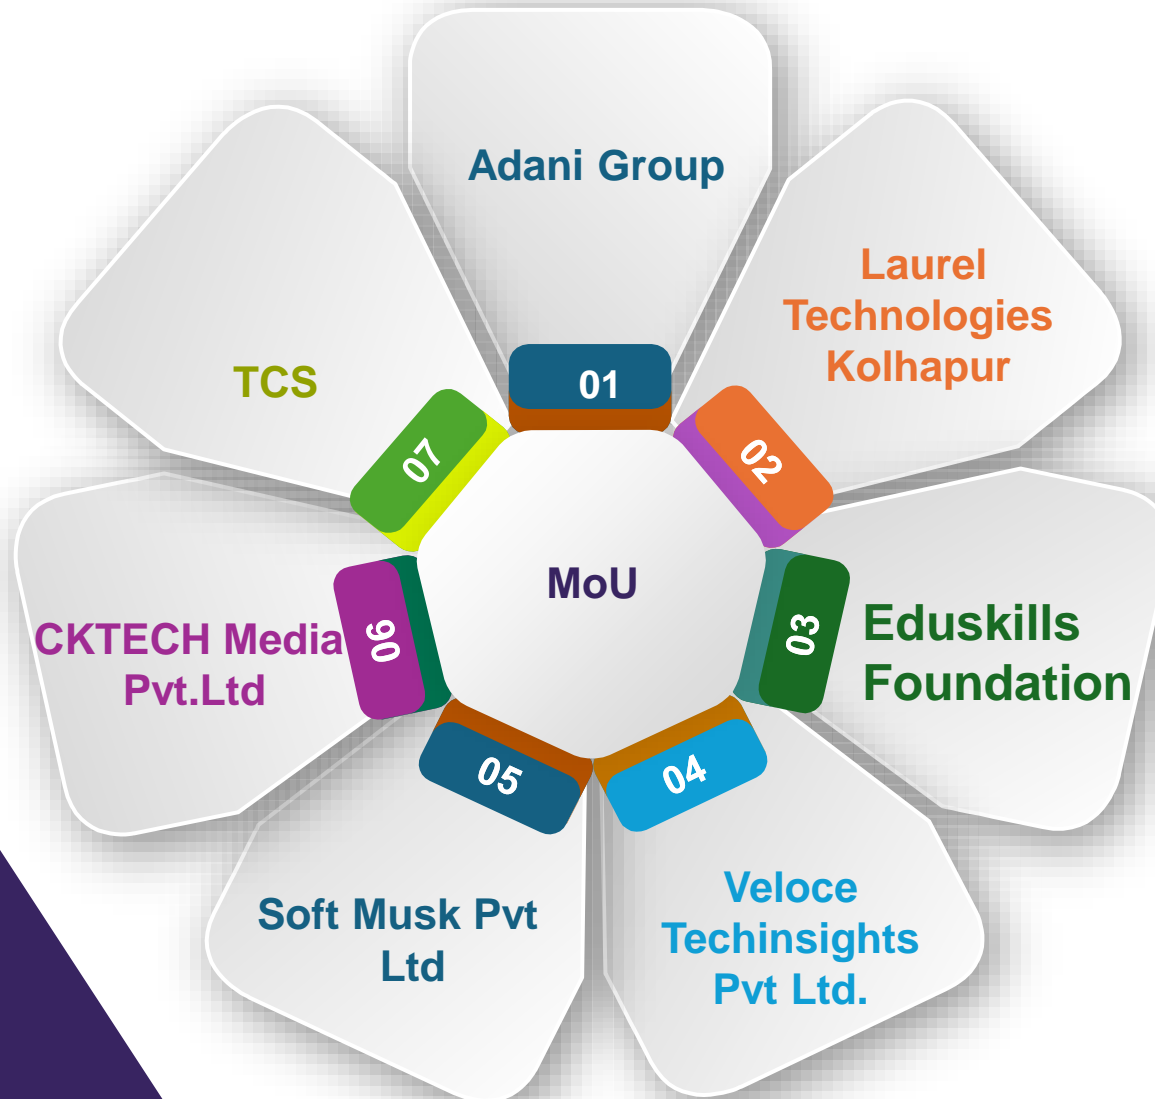 Adani Group
01
Laurel
Technologies
Kolhapur
02
Eduskills
Foundation
03
Veloce
Techinsights
Pvt Ltd.
04
Soft Musk Pvt
Ltd
05
CKTECH Media
Pvt.Ltd
06
TCS
07
MoU